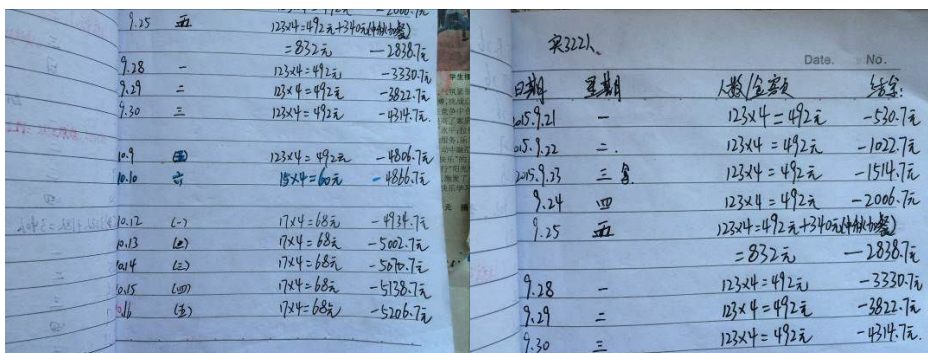 9.25 五 123×4=492元+340元(中秋加餐)
=832元 -2838.7元
9.28 一 123×4=492元 -3330.7元
9.29 二 123×4=492元 -3822.7元
9.30 三 123×4=492元 -4314.7元.
10.9 五 123×4=492元 -4806.7元
10.10 六 15×4=60元 -4866.7元
10.12 (一) 17×4=68元 -4934.7元
10.13 (二) 17×4=68元 -5002.7元
10.14 (三) 17×4=68元 -5070.7元
10.15 (四) 17×4=68元 -5138.7元
10.16 (五) 17×4=68元 -5206.7元
实322人、
Date. No.
日期 星期 人数/金额 结余:
2015.9.21 一 123×4=492元 -530.7元
2015.9.22 二. 123×4=492元 -1022.7元
2015.9.23 三 123×4=492元 -1514.7元
9.24 四 123×4=492元 -2006.7元
9.25 五 123×4=492元+340元(中秋加餐)
=832元 -2838.7元
9.28 一 123×4=492元 -3330.7元
9.29 二 123×4=492元 -3822.7元
9.30 三 123×4=492元 -4314.7元.